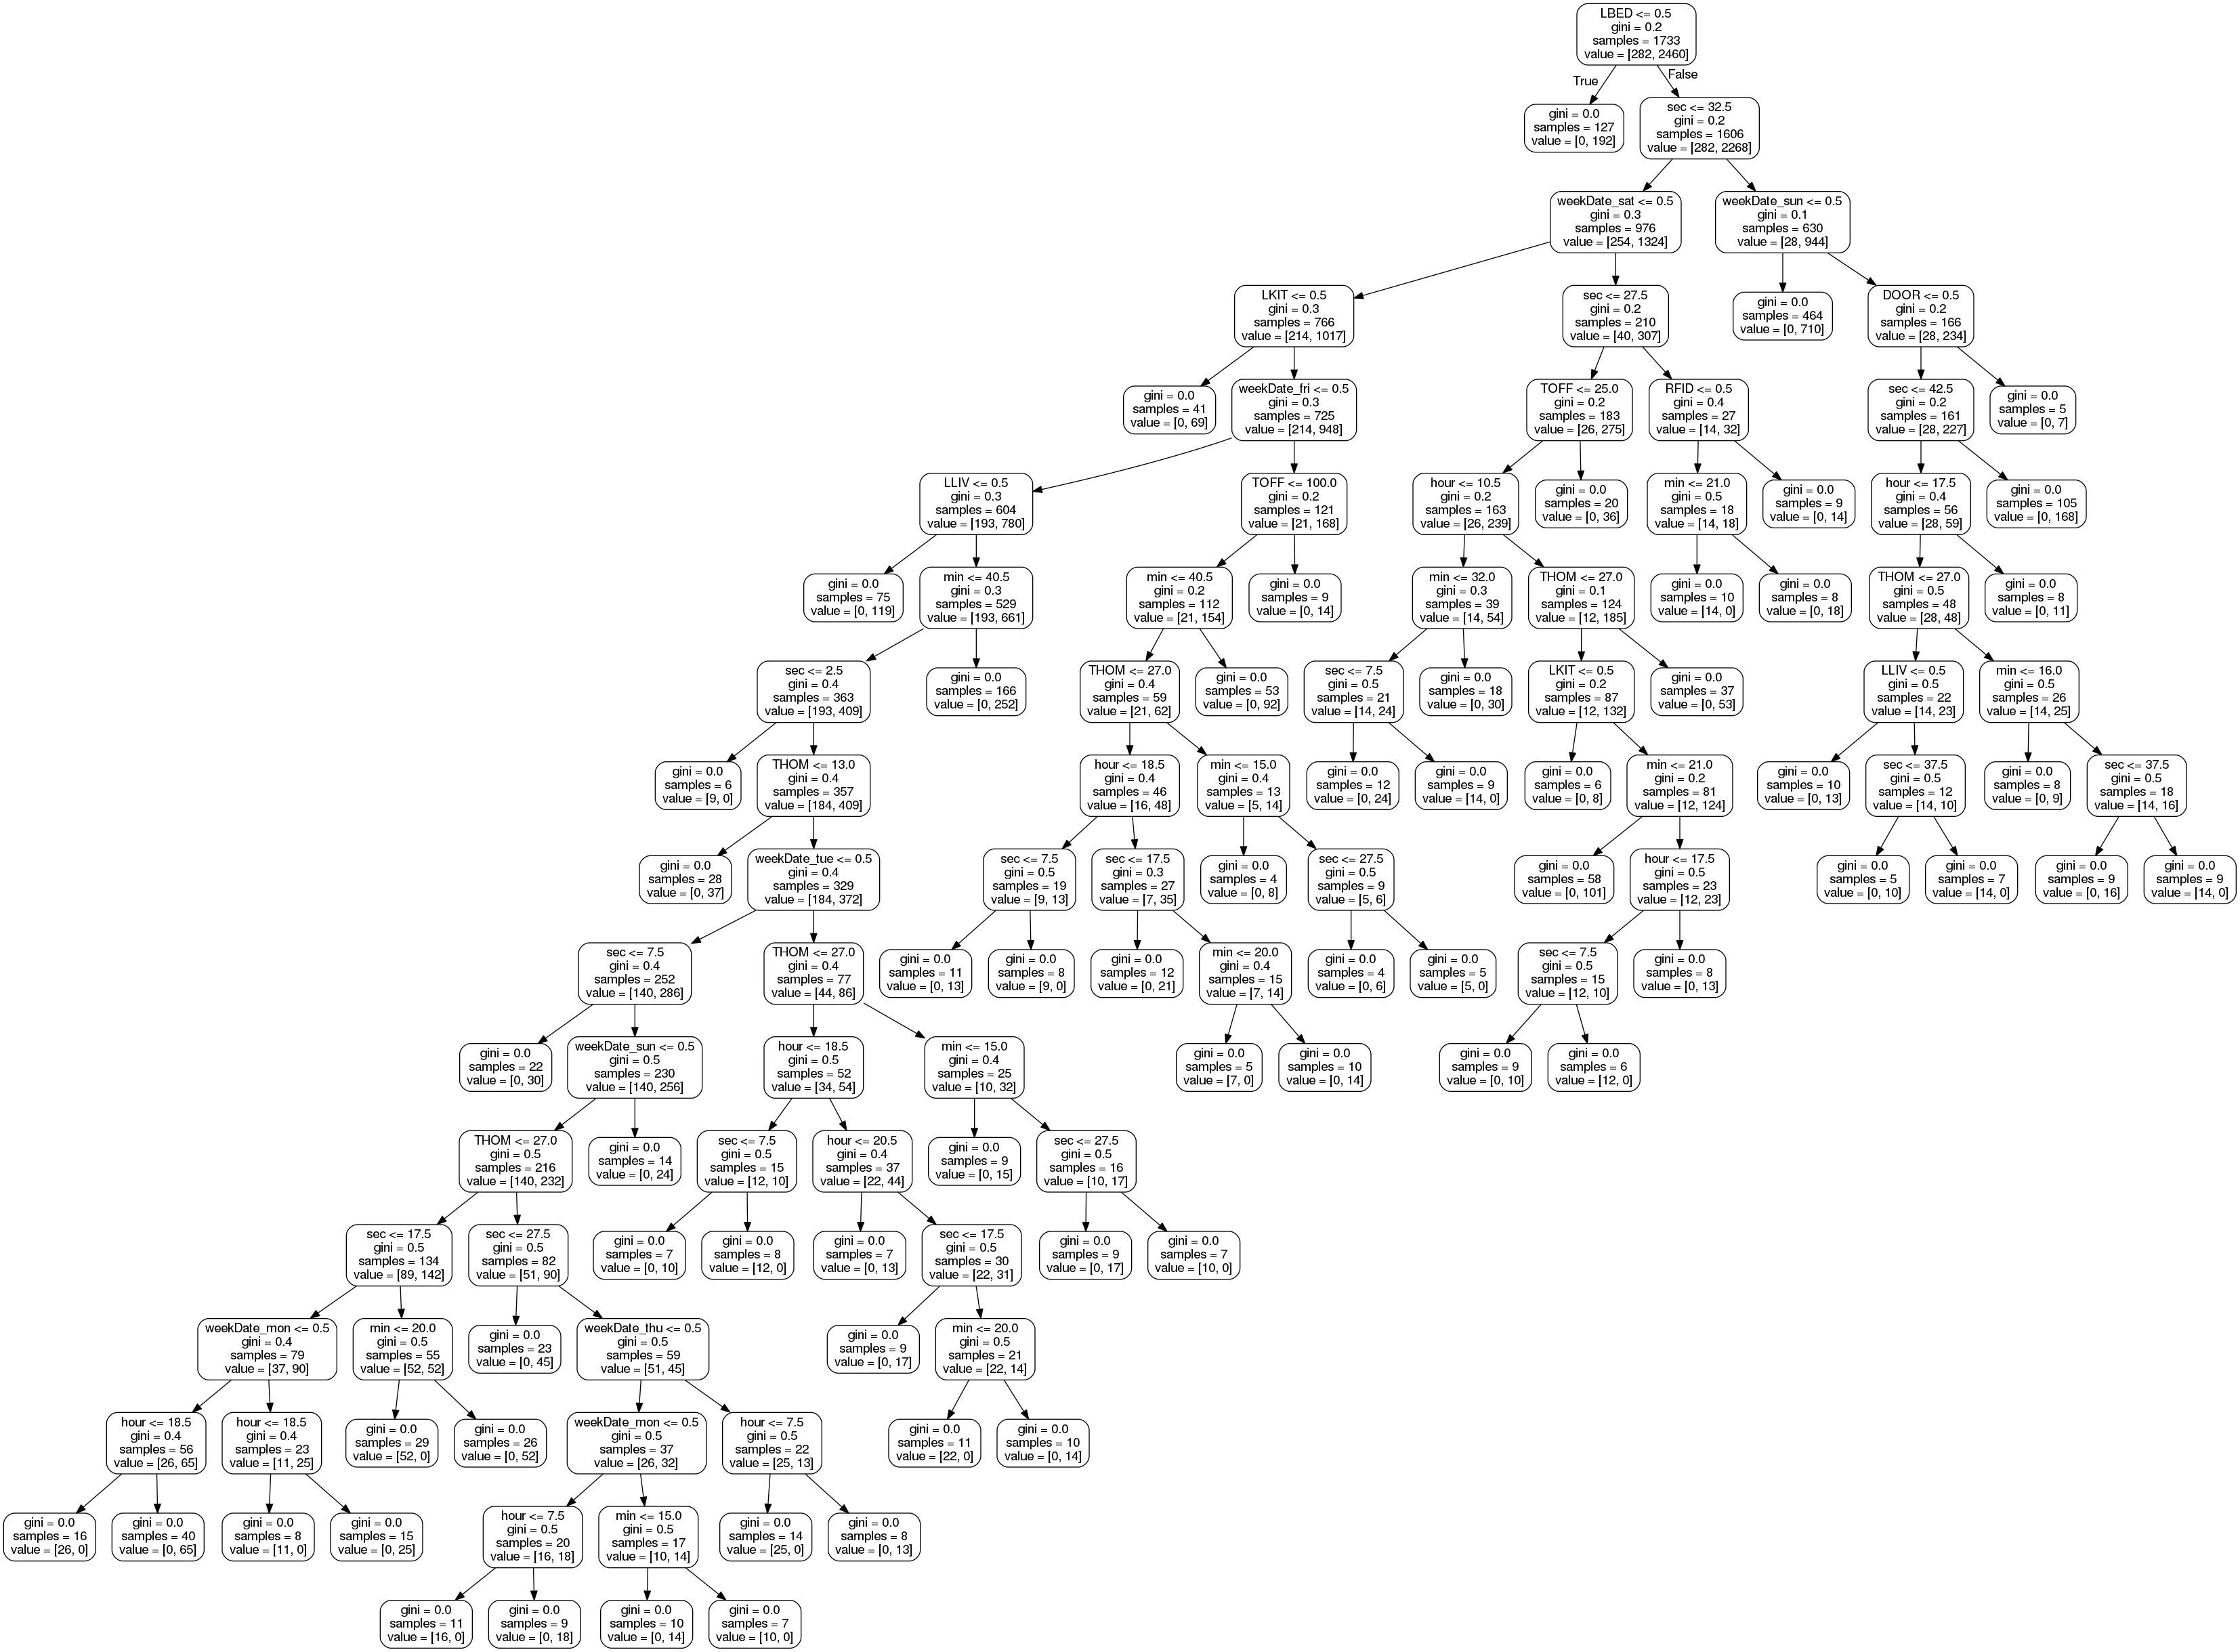 LBED <= 0.5
gini = 0.2
samples = 1733
value = [282, 2460]
True
False
gini = 0.0
samples = 127
value = [0, 192]
sec <= 32.5
gini = 0.2
samples = 1606
value = [282, 2268]
weekDate_sat <= 0.5
gini = 0.3
samples = 976
value = [254, 1324]
weekDate_sun <= 0.5
gini = 0.1
samples = 630
value = [28, 944]
LKIT <= 0.5
gini = 0.3
samples = 766
value = [214, 1017]
sec <= 27.5
gini = 0.2
samples = 210
value = [40, 307]
gini = 0.0
samples = 464
value = [0, 710]
DOOR <= 0.5
gini = 0.2
samples = 166
value = [28, 234]
gini = 0.0
samples = 41
value = [0, 69]
weekDate_fri <= 0.5
gini = 0.3
samples = 725
value = [214, 948]
TOFF <= 25.0
gini = 0.2
samples = 183
value = [26, 275]
RFID <= 0.5
gini = 0.4
samples = 27
value = [14, 32]
sec <= 42.5
gini = 0.2
samples = 161
value = [28, 227]
gini = 0.0
samples = 5
value = [0, 7]
LLIV <= 0.5
gini = 0.3
samples = 604
value = [193, 780]
TOFF <= 100.0
gini = 0.2
samples = 121
value = [21, 168]
hour <= 10.5
gini = 0.2
samples = 163
value = [26, 239]
gini = 0.0
samples = 20
value = [0, 36]
min <= 21.0
gini = 0.5
samples = 18
value = [14, 18]
gini = 0.0
samples = 9
value = [0, 14]
hour <= 17.5
gini = 0.4
samples = 56
value = [28, 59]
gini = 0.0
samples = 105
value = [0, 168]
gini = 0.0
samples = 75
value = [0, 119]
min <= 40.5
gini = 0.3
samples = 529
value = [193, 661]
min <= 40.5
gini = 0.2
samples = 112
value = [21, 154]
gini = 0.0
samples = 9
value = [0, 14]
min <= 32.0
gini = 0.3
samples = 39
value = [14, 54]
THOM <= 27.0
gini = 0.1
samples = 124
value = [12, 185]
gini = 0.0
samples = 10
value = [14, 0]
gini = 0.0
samples = 8
value = [0, 18]
THOM <= 27.0
gini = 0.5
samples = 48
value = [28, 48]
gini = 0.0
samples = 8
value = [0, 11]
sec <= 2.5
gini = 0.4
samples = 363
value = [193, 409]
gini = 0.0
samples = 166
value = [0, 252]
THOM <= 27.0
gini = 0.4
samples = 59
value = [21, 62]
gini = 0.0
samples = 53
value = [0, 92]
sec <= 7.5
gini = 0.5
samples = 21
value = [14, 24]
gini = 0.0
samples = 18
value = [0, 30]
LKIT <= 0.5
gini = 0.2
samples = 87
value = [12, 132]
gini = 0.0
samples = 37
value = [0, 53]
LLIV <= 0.5
gini = 0.5
samples = 22
value = [14, 23]
min <= 16.0
gini = 0.5
samples = 26
value = [14, 25]
gini = 0.0
samples = 6
value = [9, 0]
THOM <= 13.0
gini = 0.4
samples = 357
value = [184, 409]
hour <= 18.5
gini = 0.4
samples = 46
value = [16, 48]
min <= 15.0
gini = 0.4
samples = 13
value = [5, 14]
gini = 0.0
samples = 12
value = [0, 24]
gini = 0.0
samples = 9
value = [14, 0]
gini = 0.0
samples = 6
value = [0, 8]
min <= 21.0
gini = 0.2
samples = 81
value = [12, 124]
gini = 0.0
samples = 10
value = [0, 13]
sec <= 37.5
gini = 0.5
samples = 12
value = [14, 10]
gini = 0.0
samples = 8
value = [0, 9]
sec <= 37.5
gini = 0.5
samples = 18
value = [14, 16]
gini = 0.0
samples = 28
value = [0, 37]
weekDate_tue <= 0.5
gini = 0.4
samples = 329
value = [184, 372]
sec <= 7.5
gini = 0.5
samples = 19
value = [9, 13]
sec <= 17.5
gini = 0.3
samples = 27
value = [7, 35]
gini = 0.0
samples = 4
value = [0, 8]
sec <= 27.5
gini = 0.5
samples = 9
value = [5, 6]
gini = 0.0
samples = 58
value = [0, 101]
hour <= 17.5
gini = 0.5
samples = 23
value = [12, 23]
gini = 0.0
samples = 5
value = [0, 10]
gini = 0.0
samples = 7
value = [14, 0]
gini = 0.0
samples = 9
value = [0, 16]
gini = 0.0
samples = 9
value = [14, 0]
sec <= 7.5
gini = 0.4
samples = 252
value = [140, 286]
THOM <= 27.0
gini = 0.4
samples = 77
value = [44, 86]
gini = 0.0
samples = 11
value = [0, 13]
gini = 0.0
samples = 8
value = [9, 0]
gini = 0.0
samples = 12
value = [0, 21]
min <= 20.0
gini = 0.4
samples = 15
value = [7, 14]
gini = 0.0
samples = 4
value = [0, 6]
gini = 0.0
samples = 5
value = [5, 0]
sec <= 7.5
gini = 0.5
samples = 15
value = [12, 10]
gini = 0.0
samples = 8
value = [0, 13]
gini = 0.0
samples = 22
value = [0, 30]
weekDate_sun <= 0.5
gini = 0.5
samples = 230
value = [140, 256]
hour <= 18.5
gini = 0.5
samples = 52
value = [34, 54]
min <= 15.0
gini = 0.4
samples = 25
value = [10, 32]
gini = 0.0
samples = 5
value = [7, 0]
gini = 0.0
samples = 10
value = [0, 14]
gini = 0.0
samples = 9
value = [0, 10]
gini = 0.0
samples = 6
value = [12, 0]
THOM <= 27.0
gini = 0.5
samples = 216
value = [140, 232]
gini = 0.0
samples = 14
value = [0, 24]
sec <= 7.5
gini = 0.5
samples = 15
value = [12, 10]
hour <= 20.5
gini = 0.4
samples = 37
value = [22, 44]
gini = 0.0
samples = 9
value = [0, 15]
sec <= 27.5
gini = 0.5
samples = 16
value = [10, 17]
sec <= 17.5
gini = 0.5
samples = 134
value = [89, 142]
sec <= 27.5
gini = 0.5
samples = 82
value = [51, 90]
gini = 0.0
samples = 7
value = [0, 10]
gini = 0.0
samples = 8
value = [12, 0]
gini = 0.0
samples = 7
value = [0, 13]
sec <= 17.5
gini = 0.5
samples = 30
value = [22, 31]
gini = 0.0
samples = 9
value = [0, 17]
gini = 0.0
samples = 7
value = [10, 0]
weekDate_mon <= 0.5
gini = 0.4
samples = 79
value = [37, 90]
min <= 20.0
gini = 0.5
samples = 55
value = [52, 52]
gini = 0.0
samples = 23
value = [0, 45]
weekDate_thu <= 0.5
gini = 0.5
samples = 59
value = [51, 45]
gini = 0.0
samples = 9
value = [0, 17]
min <= 20.0
gini = 0.5
samples = 21
value = [22, 14]
hour <= 18.5
gini = 0.4
samples = 56
value = [26, 65]
hour <= 18.5
gini = 0.4
samples = 23
value = [11, 25]
gini = 0.0
samples = 29
value = [52, 0]
gini = 0.0
samples = 26
value = [0, 52]
weekDate_mon <= 0.5
gini = 0.5
samples = 37
value = [26, 32]
hour <= 7.5
gini = 0.5
samples = 22
value = [25, 13]
gini = 0.0
samples = 11
value = [22, 0]
gini = 0.0
samples = 10
value = [0, 14]
gini = 0.0
samples = 16
value = [26, 0]
gini = 0.0
samples = 40
value = [0, 65]
gini = 0.0
samples = 8
value = [11, 0]
gini = 0.0
samples = 15
value = [0, 25]
hour <= 7.5
gini = 0.5
samples = 20
value = [16, 18]
min <= 15.0
gini = 0.5
samples = 17
value = [10, 14]
gini = 0.0
samples = 14
value = [25, 0]
gini = 0.0
samples = 8
value = [0, 13]
gini = 0.0
samples = 11
value = [16, 0]
gini = 0.0
samples = 9
value = [0, 18]
gini = 0.0
samples = 10
value = [0, 14]
gini = 0.0
samples = 7
value = [10, 0]